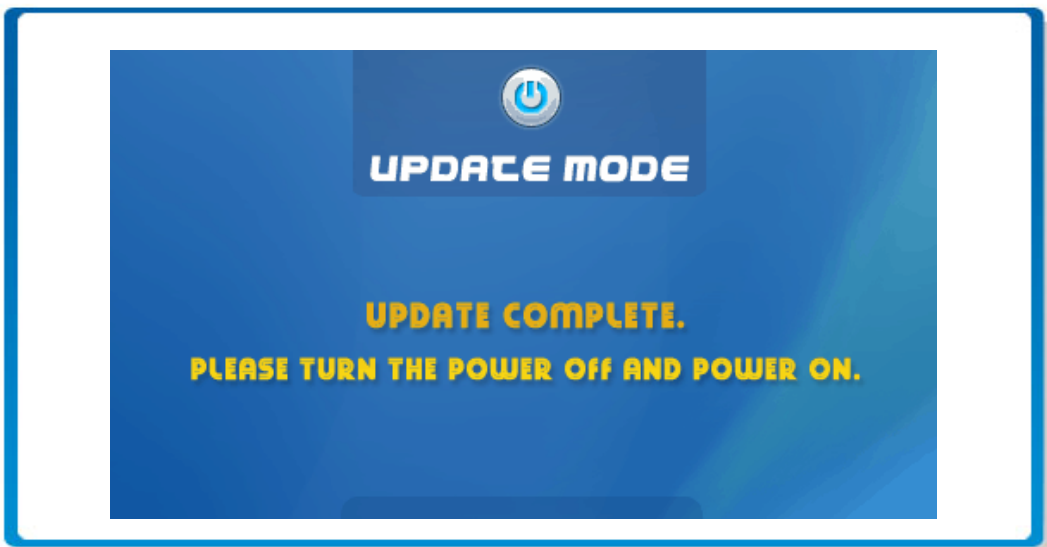 UPDATE MODE
UPDATE COMPLETE.
PLEASE TURN THE POWER OFF AND POWER ON.